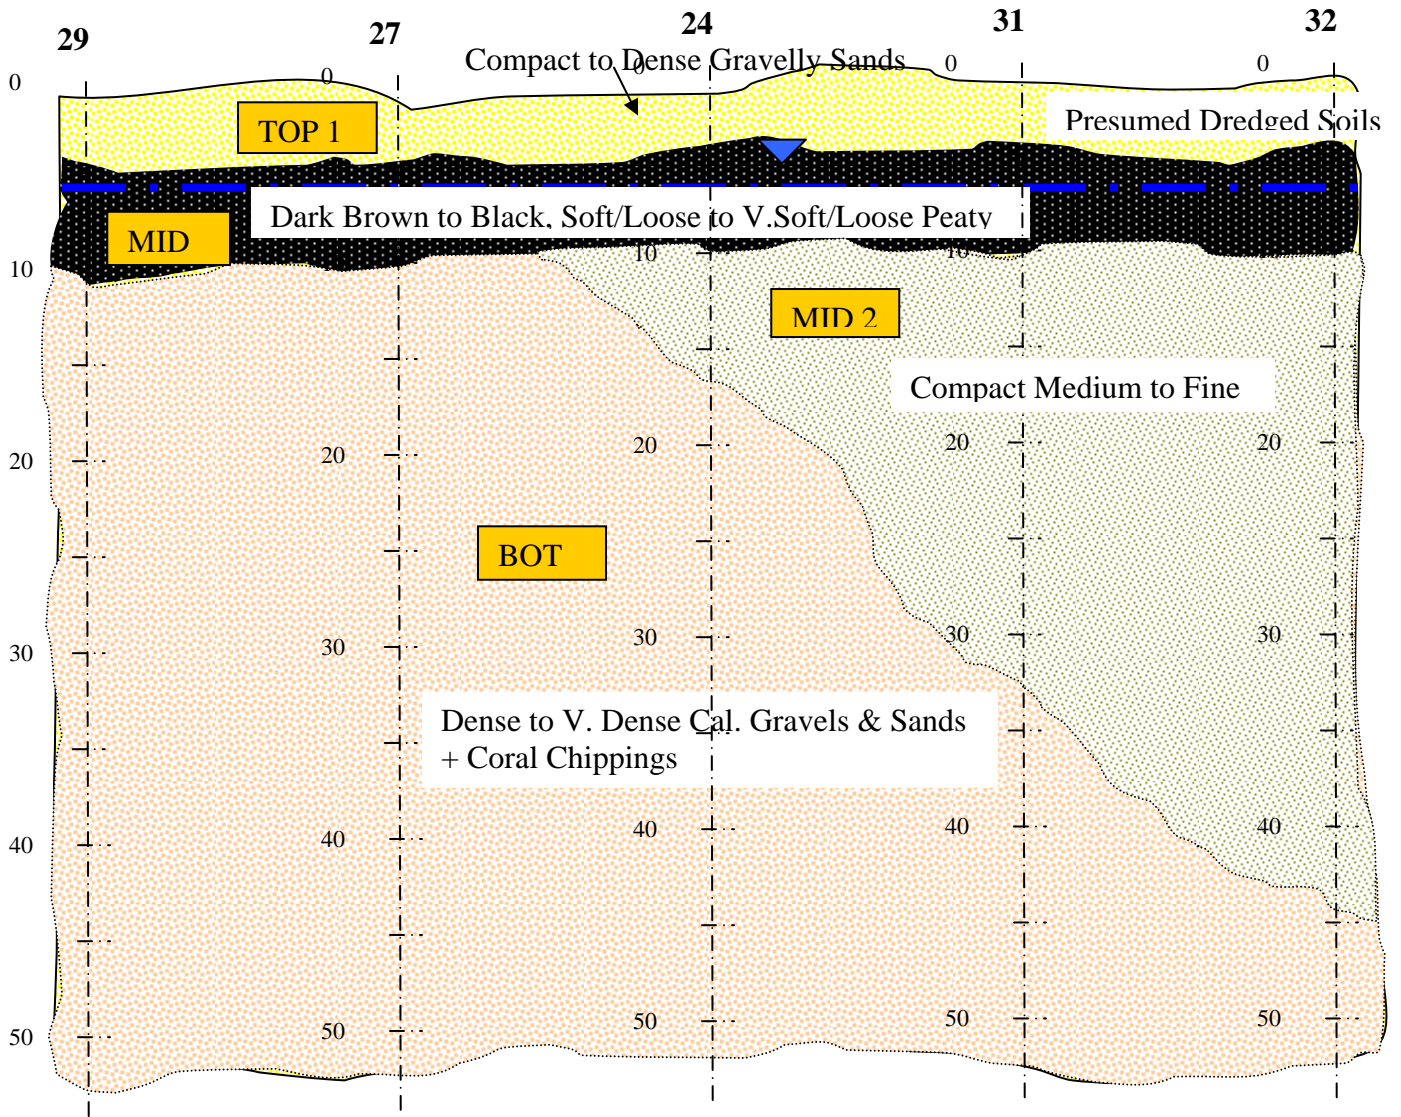 29 27 24 31 32
Compact to Dense Gravelly Sands
0 0 0 0 0
Presumed Dredged Soils
TOP 1
Dark Brown to Black, Soft/Loose to V.Soft/Loose Peaty
MID
10 10 10
MID 2
Compact Medium to Fine
20 20 20 20 20
BOT
30 30 30 30 30
Dense to V. Dense Cal. Gravels & Sands
+ Coral Chippings
40 40 40 40 40
50 50 50 50 50